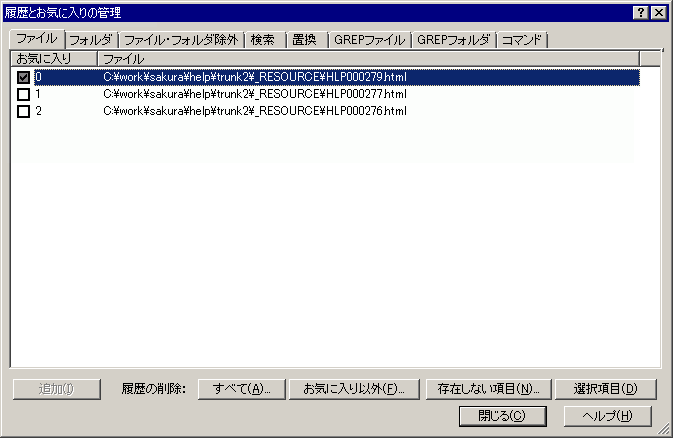 履歴とお気に入りの管理
ファイル フォルダ ファイル・フォルダ除外 検索 置換 GREPファイル GREPフォルダ コマンド
お気に入り ファイル
0 C:¥work¥sakura¥help¥trunk2¥_RESOURCE¥HLP000279.html
1 C:¥work¥sakura¥help¥trunk2¥_RESOURCE¥HLP000277.html
2 C:¥work¥sakura¥help¥trunk2¥_RESOURCE¥HLP000276.html
追加(I) 履歴の削除: すべて(A)... お気に入り以外(F)... 存在しない項目(N)... 選択項目(D)
閉じる(C) ヘルプ(H)